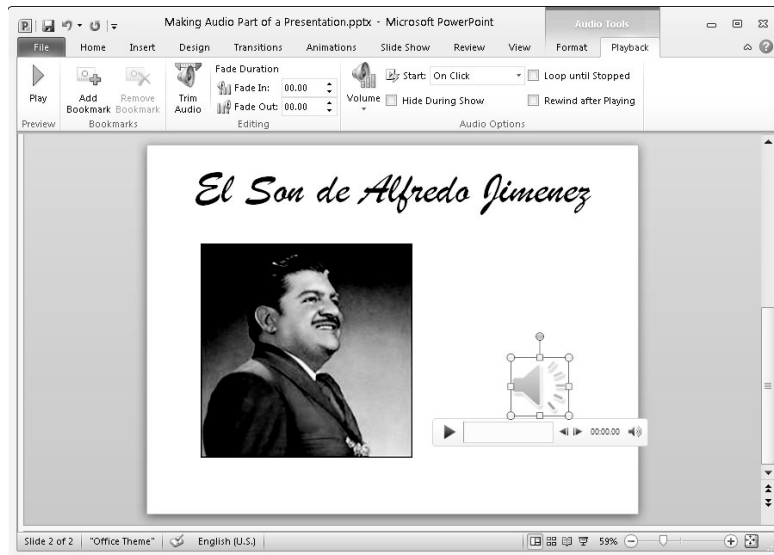 Making Audio Part of a Presentation.pptx - Microsoft PowerPoint
Audio Tools
File Home Insert Design Transitions Animations Slide Show Review View Format Playback
Play
Preview
Add Bookmark
Remove Bookmark
Bookmarks
Trim Audio
Fade Duration
Fade In: 00.00
Fade Out: 00.00
Editing
Volume
Start: On Click
Hide During Show
Loop until Stopped
Rewind after Playing
Audio Options
El Son de Alfredo Jimenez
00:00.00
Slide 2 of 2 "Office Theme" English (U.S.) 59%